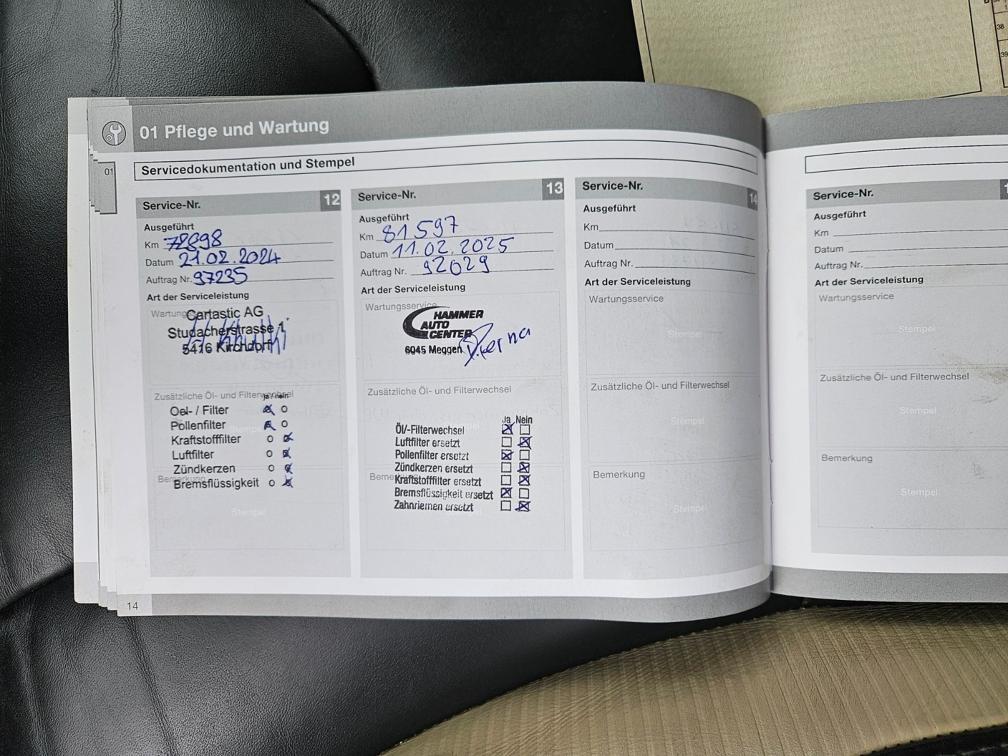 01 Pflege und Wartung
01
Servicedokumentation und Stempel
Service-Nr. 12
Ausgeführt
Km 72898
Datum 21.02.2024
Auftrag Nr. 97235
Art der Serviceleistung
Cartastic AG
Studacherstrasse 1
5416 Kirchdorf
Zusätzliche Öl- und Filterwechsel
Oel- / Filter
Pollenfilter
Kraftstofffilter
Luftfilter
Zündkerzen
Bemerkung
Bremsflüssigkeit
Stempel
Service-Nr. 13
Ausgeführt
Km 81597
Datum 11.02.2025
Auftrag Nr. 92029
Art der Serviceleistung
Wartungsservice
HAMMER
AUTO
CENTER
6045 Meggen
Zusätzliche Öl- und Filterwechsel
Ja Nein
Öl/-Filterwechsel
Luftfilter ersetzt
Pollenfilter ersetzt
Zündkerzen ersetzt
Kraftstofffilter ersetzt
Bremsflüssigkeit ersetzt
Zahnriemen ersetzt
Service-Nr. 14
Ausgeführt
Km
Datum
Auftrag Nr.
Art der Serviceleistung
Wartungsservice
Stempel
Zusätzliche Öl- und Filterwechsel
Stempel
Bemerkung
Stempel
Service-Nr.
Ausgeführt
Km
Datum
Auftrag Nr.
Art der Serviceleistung
Wartungsservice
Stempel
Zusätzliche Öl- und Filterwechsel
Stempel
Bemerkung
Stempel
14